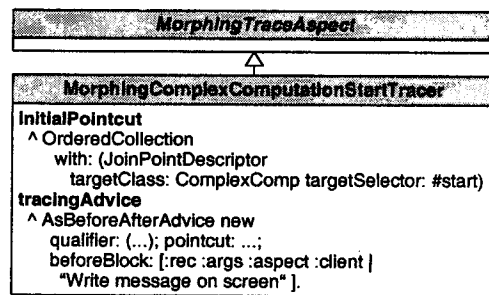 MorphingTraceAspect
MorphingComplexComputationStartTracer
initialPointcut
^ OrderedCollection
with: (JoinPointDescriptor
targetClass: ComplexComp targetSelector: #start)
tracingAdvice
^ AsBeforeAfterAdvice new
qualifier: (...); pointcut: ...;
beforeBlock: [:rec :args :aspect :client |
"Write message on screen" ].